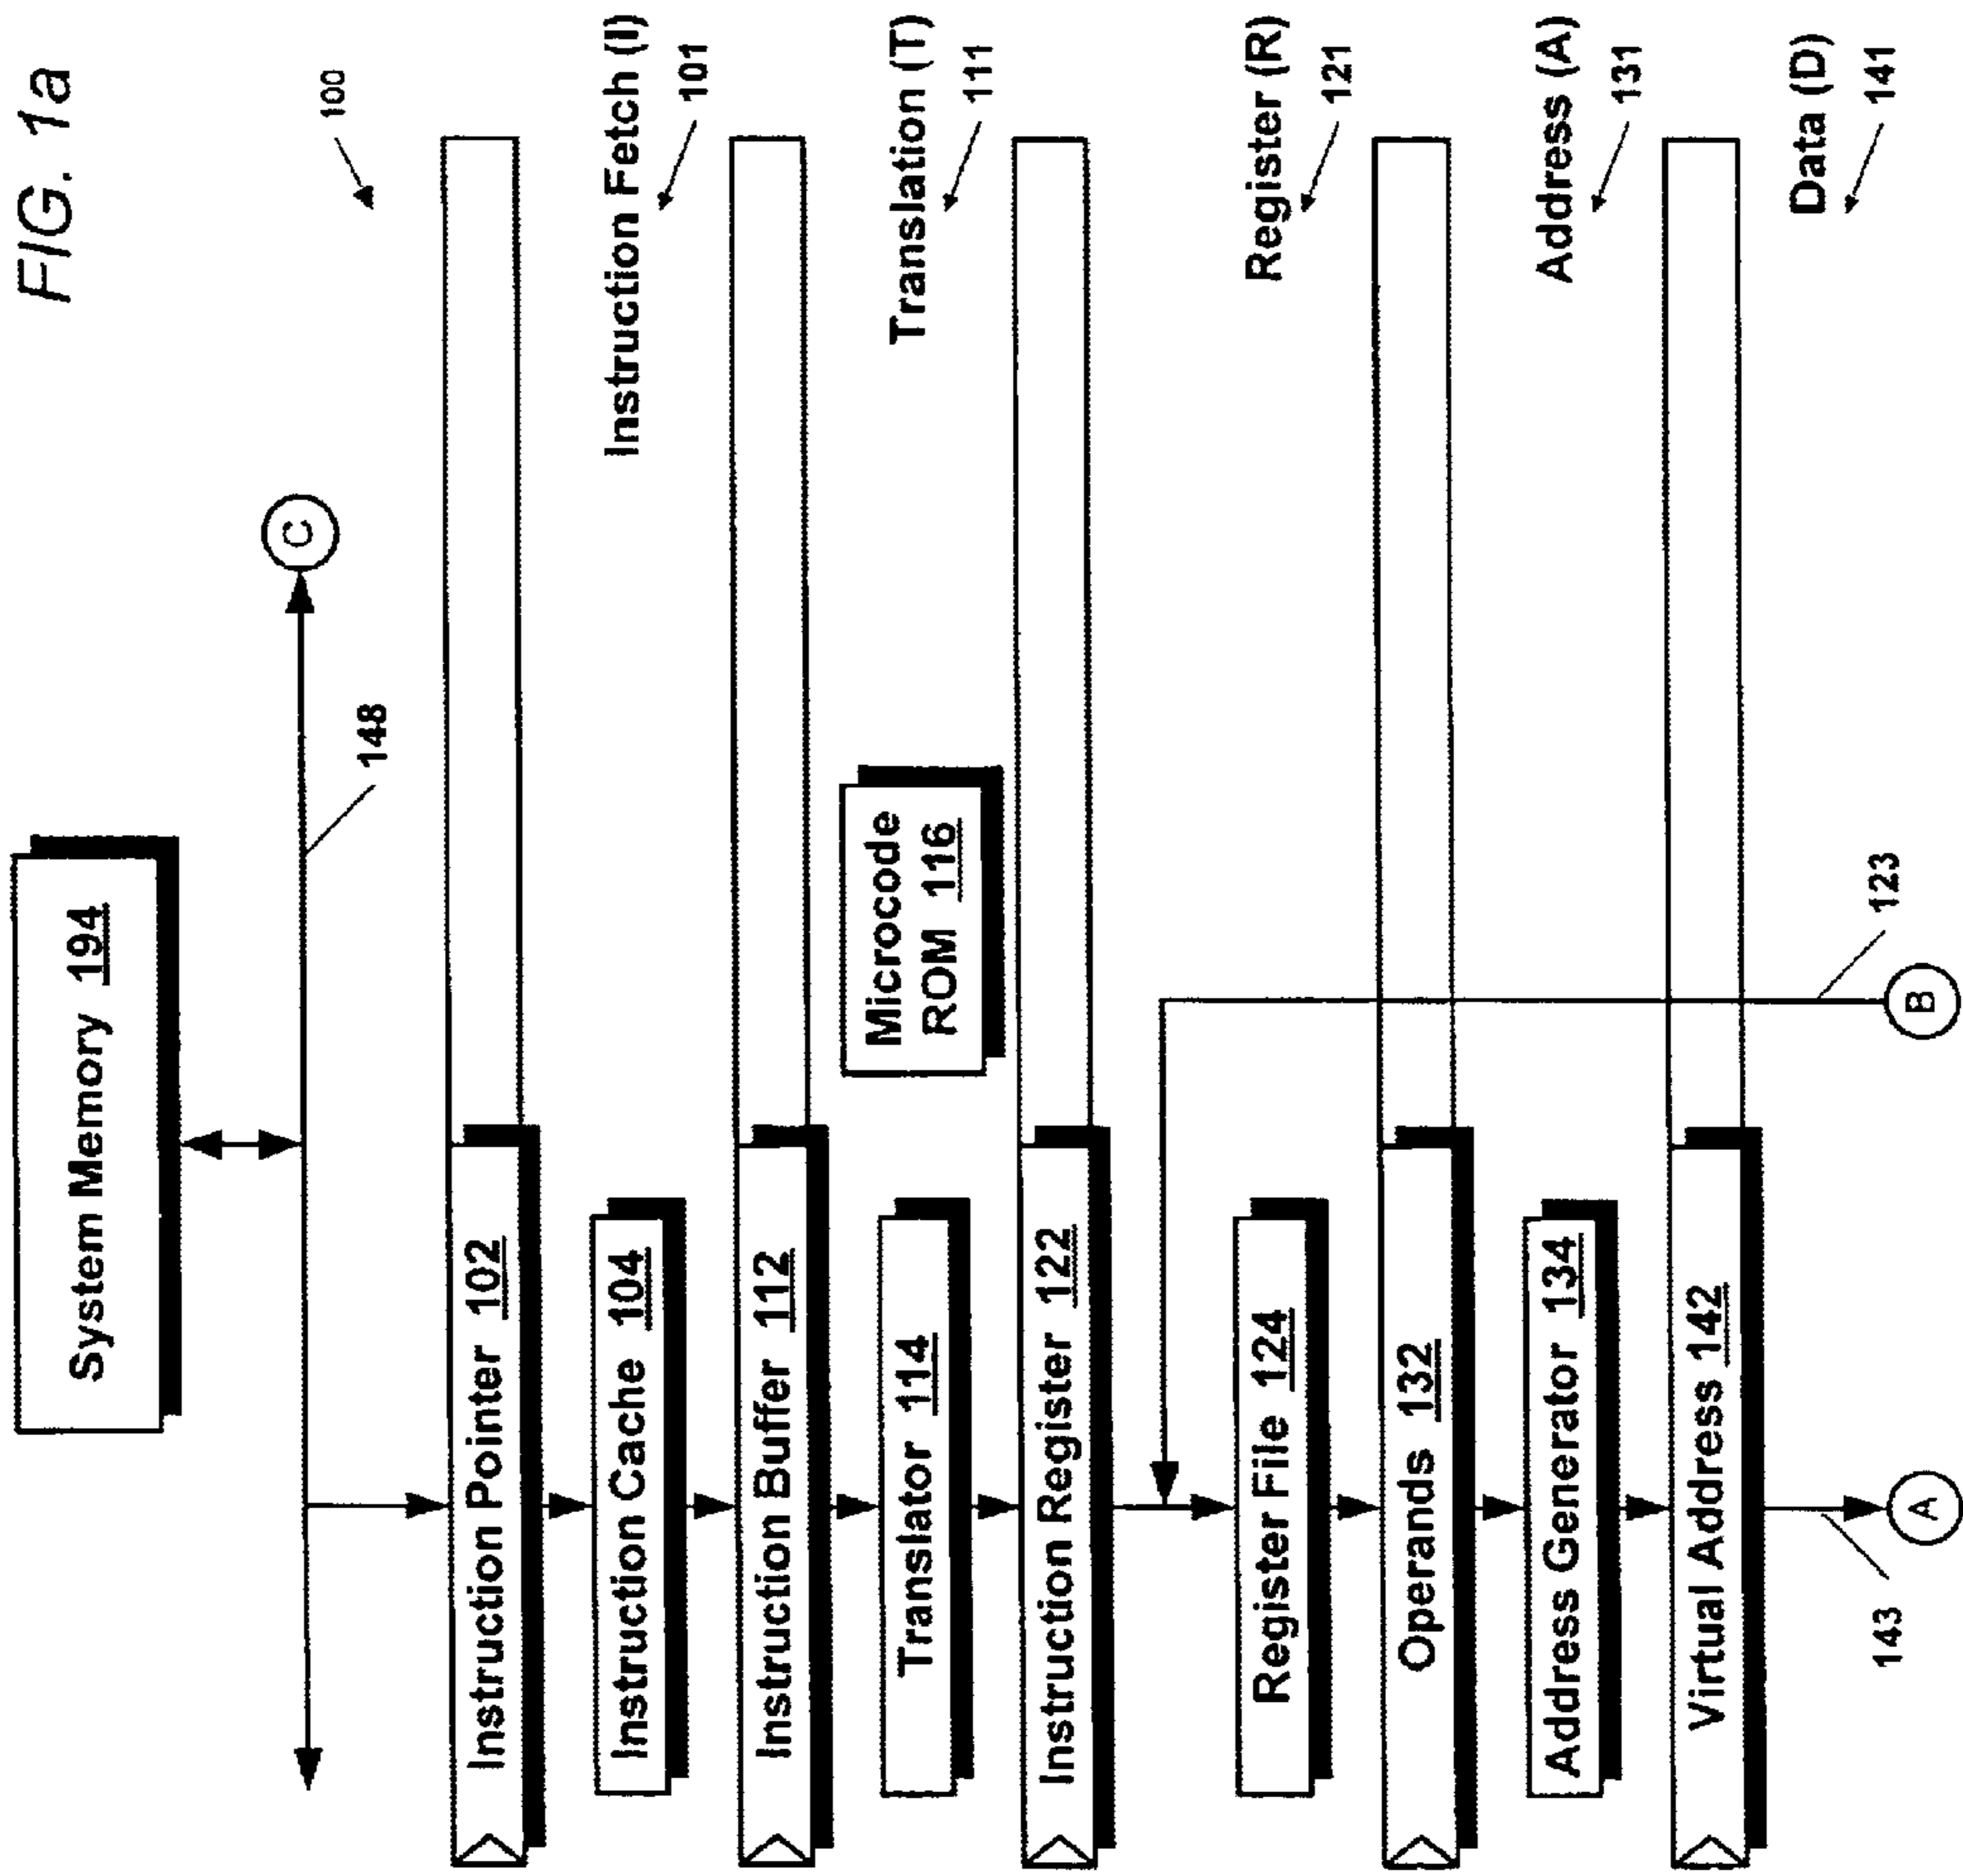 FIG. 1a
100
System Memory 194
C
148
Instruction Pointer 102
Instruction Fetch (I)
101
Instruction Cache 104
Instruction Buffer 112
Translation (T)
111
Translator 114
Microcode
ROM 116
Instruction Register 122
Register (R)
121
Register File 124
Operands 132
Address (A)
131
Address Generator 134
Virtual Address 142
Data (D)
141
143
A
123
B